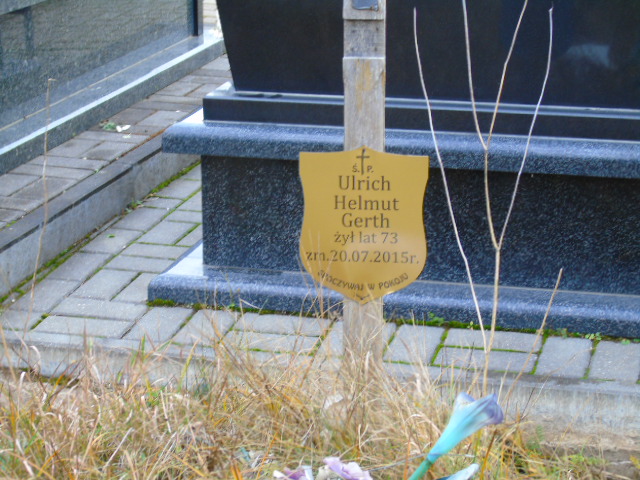 Ś.†P.
Ulrich
Helmut
Gerth
żył lat 73
zm.20.07.2015r.
SPOCZYWAJ W POKOJU